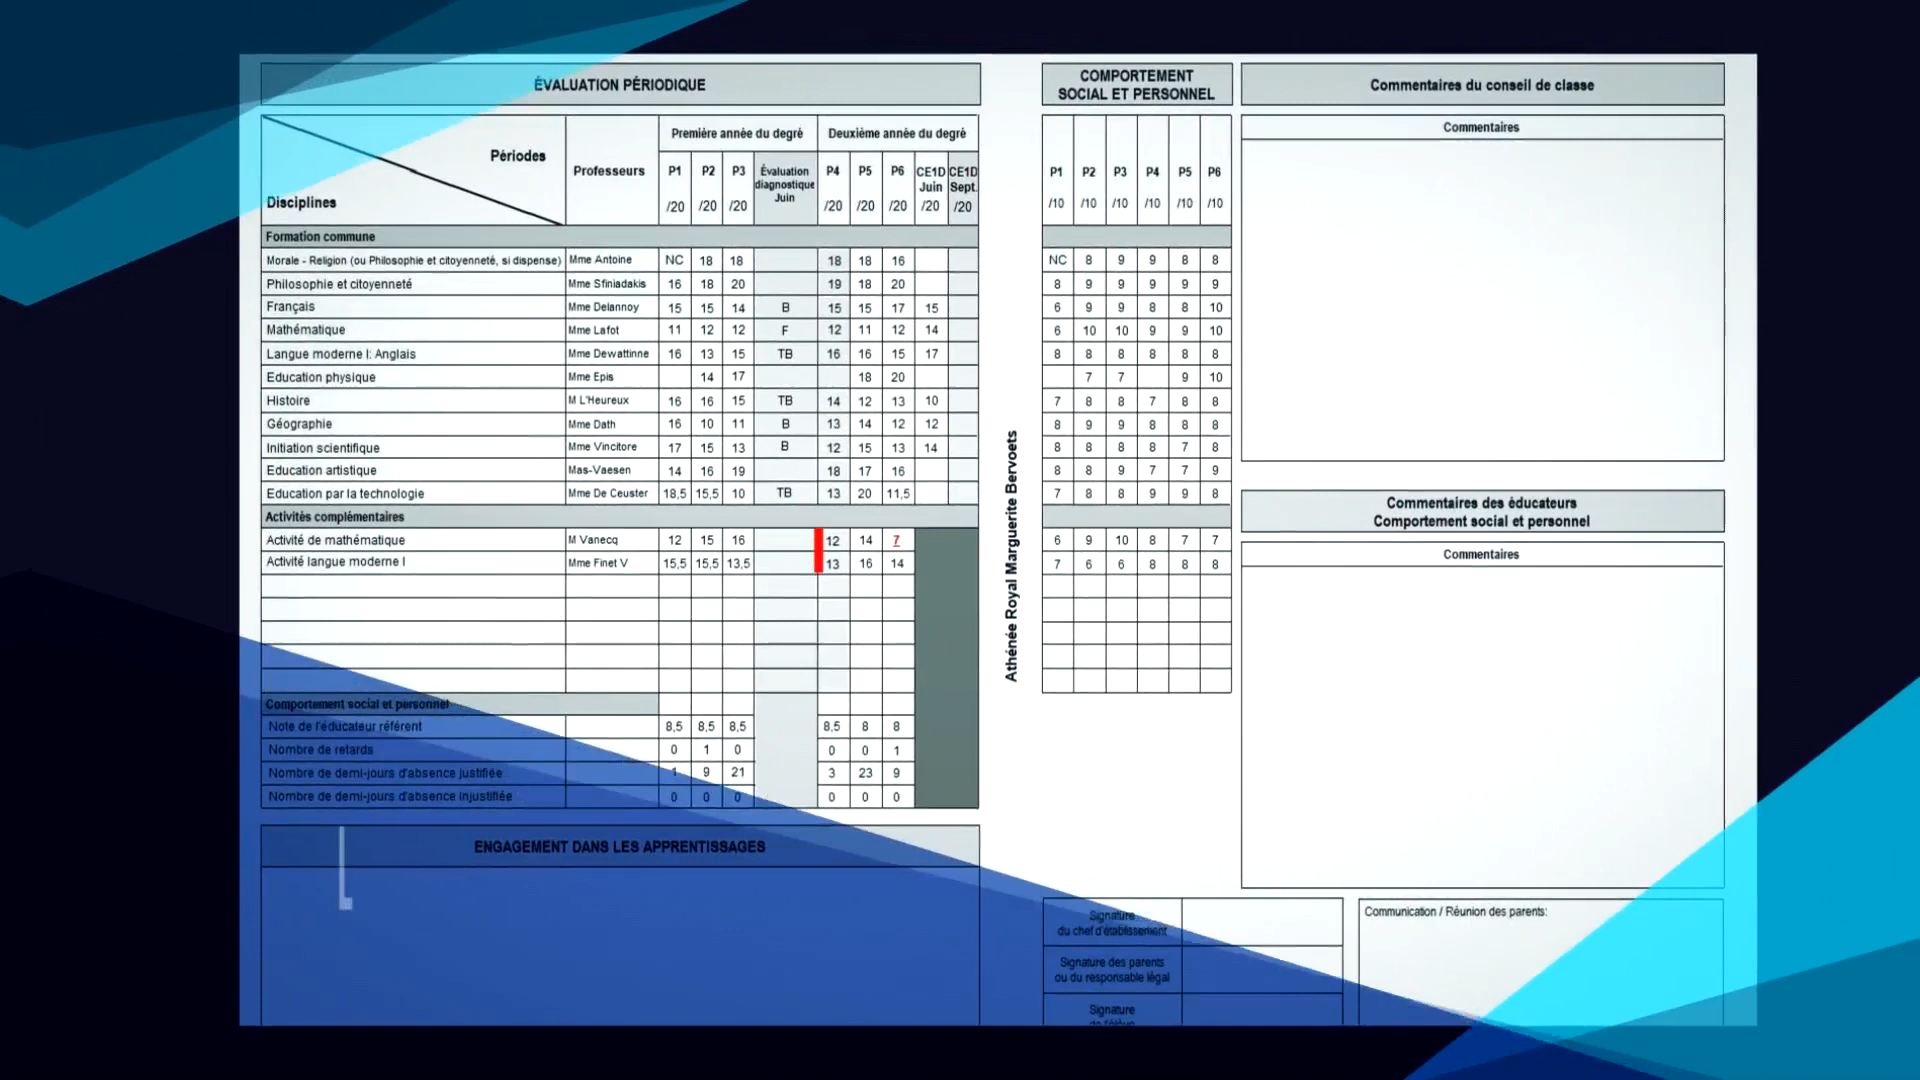 ÉVALUATION PÉRIODIQUE
Périodes
Disciplines
Professeurs
Première année du degré
Deuxième année du degré
P1 P2 P3 Évaluation diagnostique Juin P4 P5 P6 CE1D Juin CE1D Sept.
/20 /20 /20 /20 /20 /20 /20 /20
Formation commune
Morale - Religion (ou Philosophie et citoyenneté, si dispense) Mme Antoine NC 18 18 18 18 16
Philosophie et citoyenneté Mme Sfiniadakis 16 18 20 19 18 20
Français Mme Delannoy 15 15 14 B 15 15 17 15
Mathématique Mme Lafot 11 12 12 F 12 11 12 14
Langue moderne I: Anglais Mme Dewattinne 16 13 15 TB 16 16 15 17
Education physique Mme Epis 14 17 18 20
Histoire M L'Heureux 16 16 15 TB 14 12 13 10
Géographie Mme Dath 16 10 11 B 13 14 12 12
Initiation scientifique Mme Vincitore 17 15 13 B 12 15 13 14
Education artistique Mas-Vaesen 14 16 19 18 17 16
Education par la technologie Mme De Ceuster 18,5 15,5 10 TB 13 20 11,5
Activités complémentaires
Activité de mathématique M Vanecq 12 15 16 12 14 7
Activité langue moderne I Mme Finet V 15,5 15,5 13,5 13 16 14
Comportement social et personnel
Note de l'éducateur référent 8,5 8,5 8,5 8,5 8 8
Nombre de retards 0 1 0 0 0 1
Nombre de demi-jours d'absence justifiée 1 9 21 3 23 9
Nombre de demi-jours d'absence injustifiée 0 0 0 0 0 0
ENGAGEMENT DANS LES APPRENTISSAGES
Athénée Royal Marguerite Bervoets
COMPORTEMENT
SOCIAL ET PERSONNEL
P1 P2 P3 P4 P5 P6
/10 /10 /10 /10 /10 /10
NC 8 9 9 8 8
8 9 9 9 9 9
6 9 9 8 8 10
6 10 10 9 9 10
8 8 8 8 8 8
7 7 9 10
7 8 8 7 8 8
8 9 9 8 8 8
8 8 8 8 7 8
8 8 9 7 7 9
7 8 8 9 9 8
6 9 10 8 7 7
7 6 6 8 8 8
Commentaires du conseil de classe
Commentaires
Commentaires des éducateurs
Comportement social et personnel
Commentaires
Signature
du chef d'établissement
Signature des parents
ou du responsable légal
Signature
de l'élève
Communication / Réunion des parents: